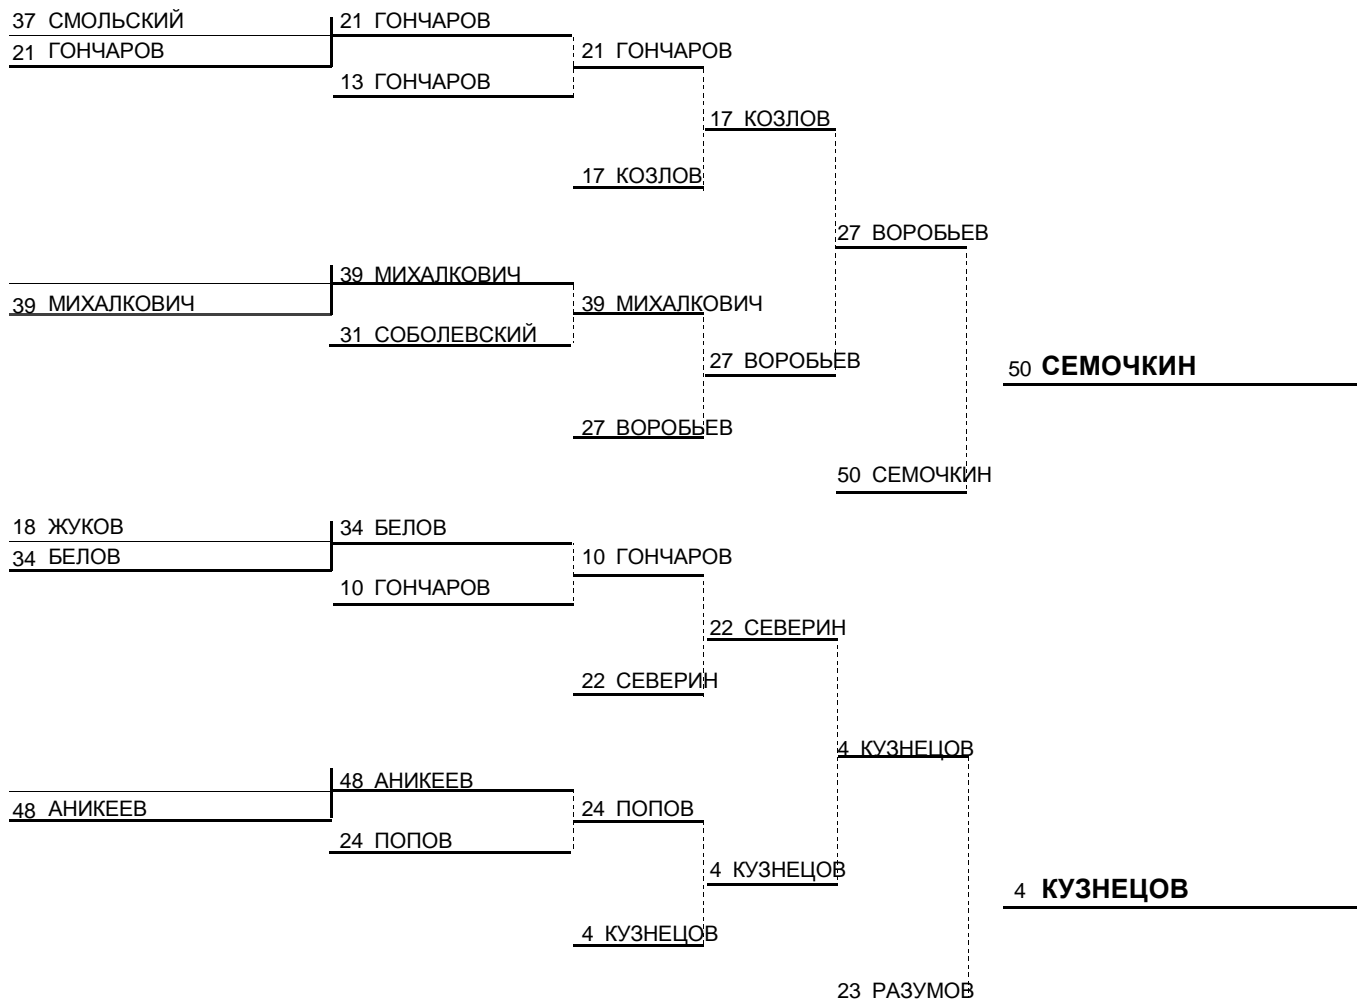 37 СМОЛЬСКИЙ
21 ГОНЧАРОВ
21 ГОНЧАРОВ
21 ГОНЧАРОВ
13 ГОНЧАРОВ
17 КОЗЛОВ
17 КОЗЛОВ
27 ВОРОБЬЕВ
39 МИХАЛКОВИЧ
39 МИХАЛКОВИЧ
39 МИХАЛКОВИЧ
31 СОБОЛЕВСКИЙ
27 ВОРОБЬЕВ
50 СЕМОЧКИН
27 ВОРОБЬЕВ
50 СЕМОЧКИН
18 ЖУКОВ
34 БЕЛОВ
34 БЕЛОВ
10 ГОНЧАРОВ
10 ГОНЧАРОВ
22 СЕВЕРИН
22 СЕВЕРИН
4 КУЗНЕЦОВ
48 АНИКЕЕВ
48 АНИКЕЕВ
24 ПОПОВ
24 ПОПОВ
4 КУЗНЕЦОВ
4 КУЗНЕЦОВ
4 КУЗНЕЦОВ
23 РАЗУМОВ